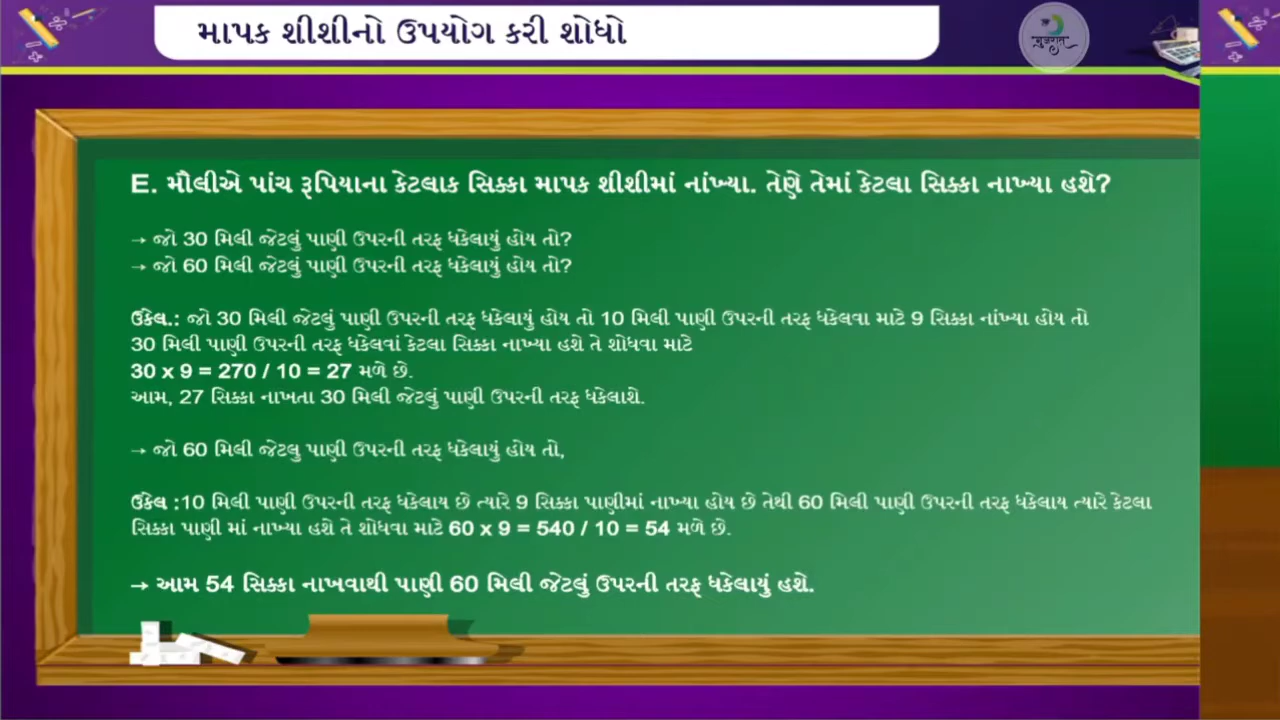 માપક શીશીનો ઉપયોગ કરી શોધો
ગુજરાત
E. મૌલીએ પાંચ રૂપિયાના કેટલાક સિક્કા માપક શીશીમાં નાંખ્યા. તેણે તેમાં કેટલા સિક્કા નાખ્યા હશે?
→ જો 30 મિલી જેટલું પાણી ઉપરની તરફ ધકેલાયું હોય તો?
→ જો 60 મિલી જેટલું પાણી ઉપરની તરફ ધકેલાયું હોય તો?
ઉકેલ.: જો 30 મિલી જેટલું પાણી ઉપરની તરફ ધકેલાયું હોય તો 10 મિલી પાણી ઉપરની તરફ ધકેલવા માટે 9 સિક્કા નાંખ્યા હોય તો
30 મિલી પાણી ઉપરની તરફ ધકેલવાં કેટલા સિક્કા નાખ્યા હશે તે શોધવા માટે
30 x 9 = 270 / 10 = 27 મળે છે.
આમ, 27 સિક્કા નાખતા 30 મિલી જેટલું પાણી ઉપરની તરફ ધકેલાશે.
→ જો 60 મિલી જેટલુ પાણી ઉપરની તરફ ધકેલાયું હોય તો,
ઉકેલ :10 મિલી પાણી ઉપરની તરફ ધકેલાય છે ત્યારે 9 સિક્કા પાણીમાં નાખ્યા હોય છે તેથી 60 મિલી પાણી ઉપરની તરફ ધકેલાય ત્યારે કેટલા
સિક્કા પાણી માં નાખ્યા હશે તે શોધવા માટે 60 x 9 = 540 / 10 = 54 મળે છે.
→ આમ 54 સિક્કા નાખવાથી પાણી 60 મિલી જેટલું ઉપરની તરફ ધકેલાયું હશે.